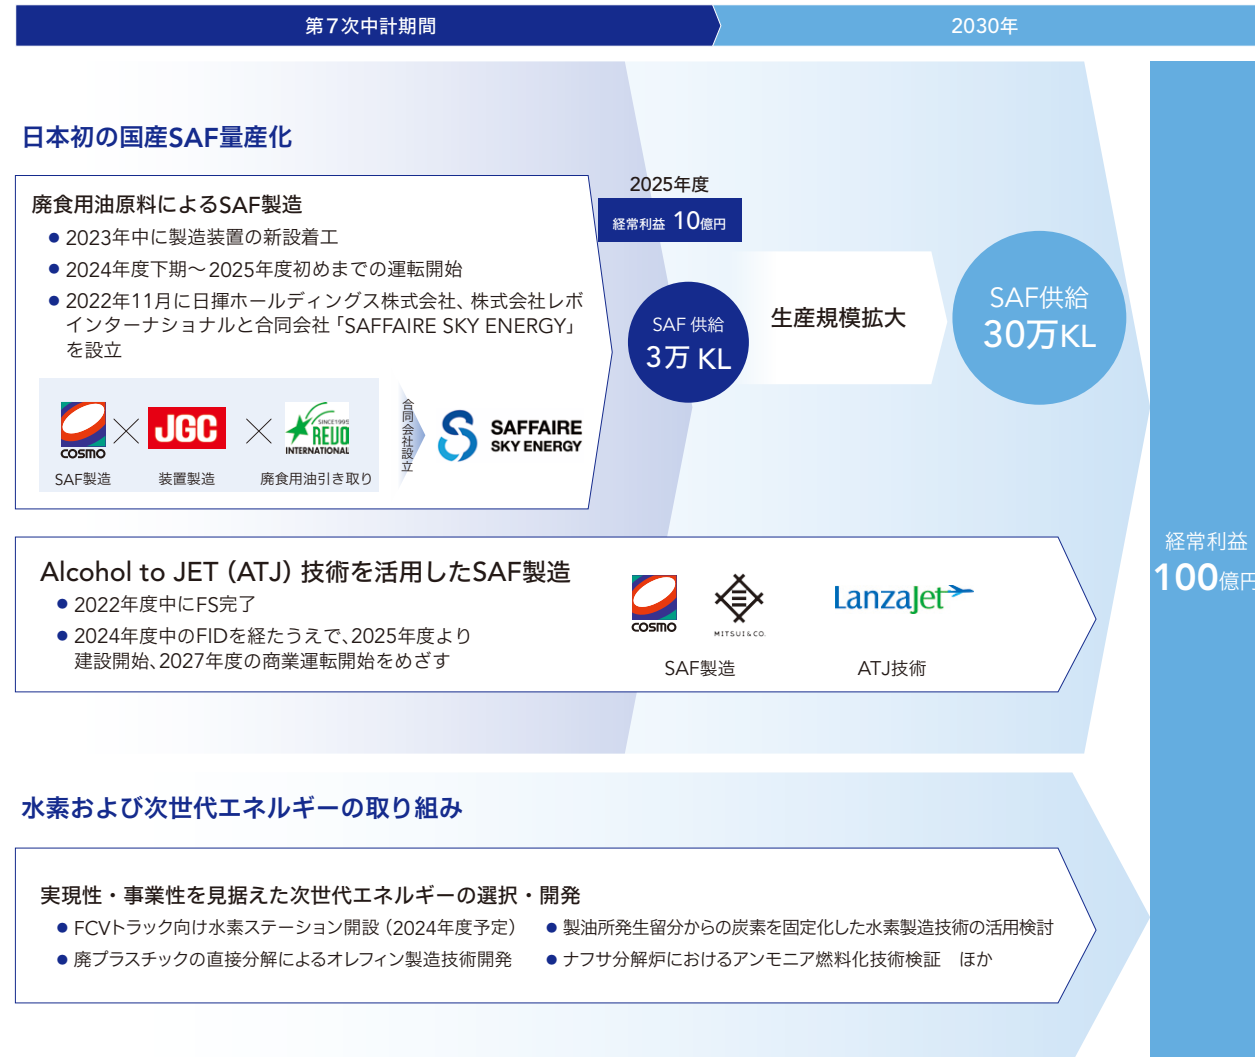 第7次中計期間
2030年
日本初の国産SAF量産化
廃食用油原料によるSAF製造
● 2023年中に製造装置の新設着工
● 2024年度下期～2025年度初めまでの運転開始
● 2022年11月に日揮ホールディングス株式会社、株式会社レボ
インターナショナルと合同会社「SAFFAIRE SKY ENERGY」
を設立
COSMO
JGC
SINCE1995
REVO
INTERNATIONAL
SAF製造
装置製造
廃食用油引き取り
合同会社設立
SAFFAIRE
SKY ENERGY
2025年度
経常利益 10億円
SAF 供給
3万 KL
生産規模拡大
SAF供給
30万KL
Alcohol to JET（ATJ）技術を活用したSAF製造
● 2022年度中にFS完了
● 2024年度中のFIDを経たうえで、2025年度より
建設開始、2027年度の商業運転開始をめざす
COSMO
MITSUI&CO.
LanzaJet
SAF製造
ATJ技術
経常利益
100億円
水素および次世代エネルギーの取り組み
実現性・事業性を見据えた次世代エネルギーの選択・開発
● FCVトラック向け水素ステーション開設（2024年度予定）
● 廃プラスチックの直接分解によるオレフィン製造技術開発
● 製油所発生留分からの炭素を固定化した水素製造技術の活用検討
● ナフサ分解炉におけるアンモニア燃料化技術検証　ほか